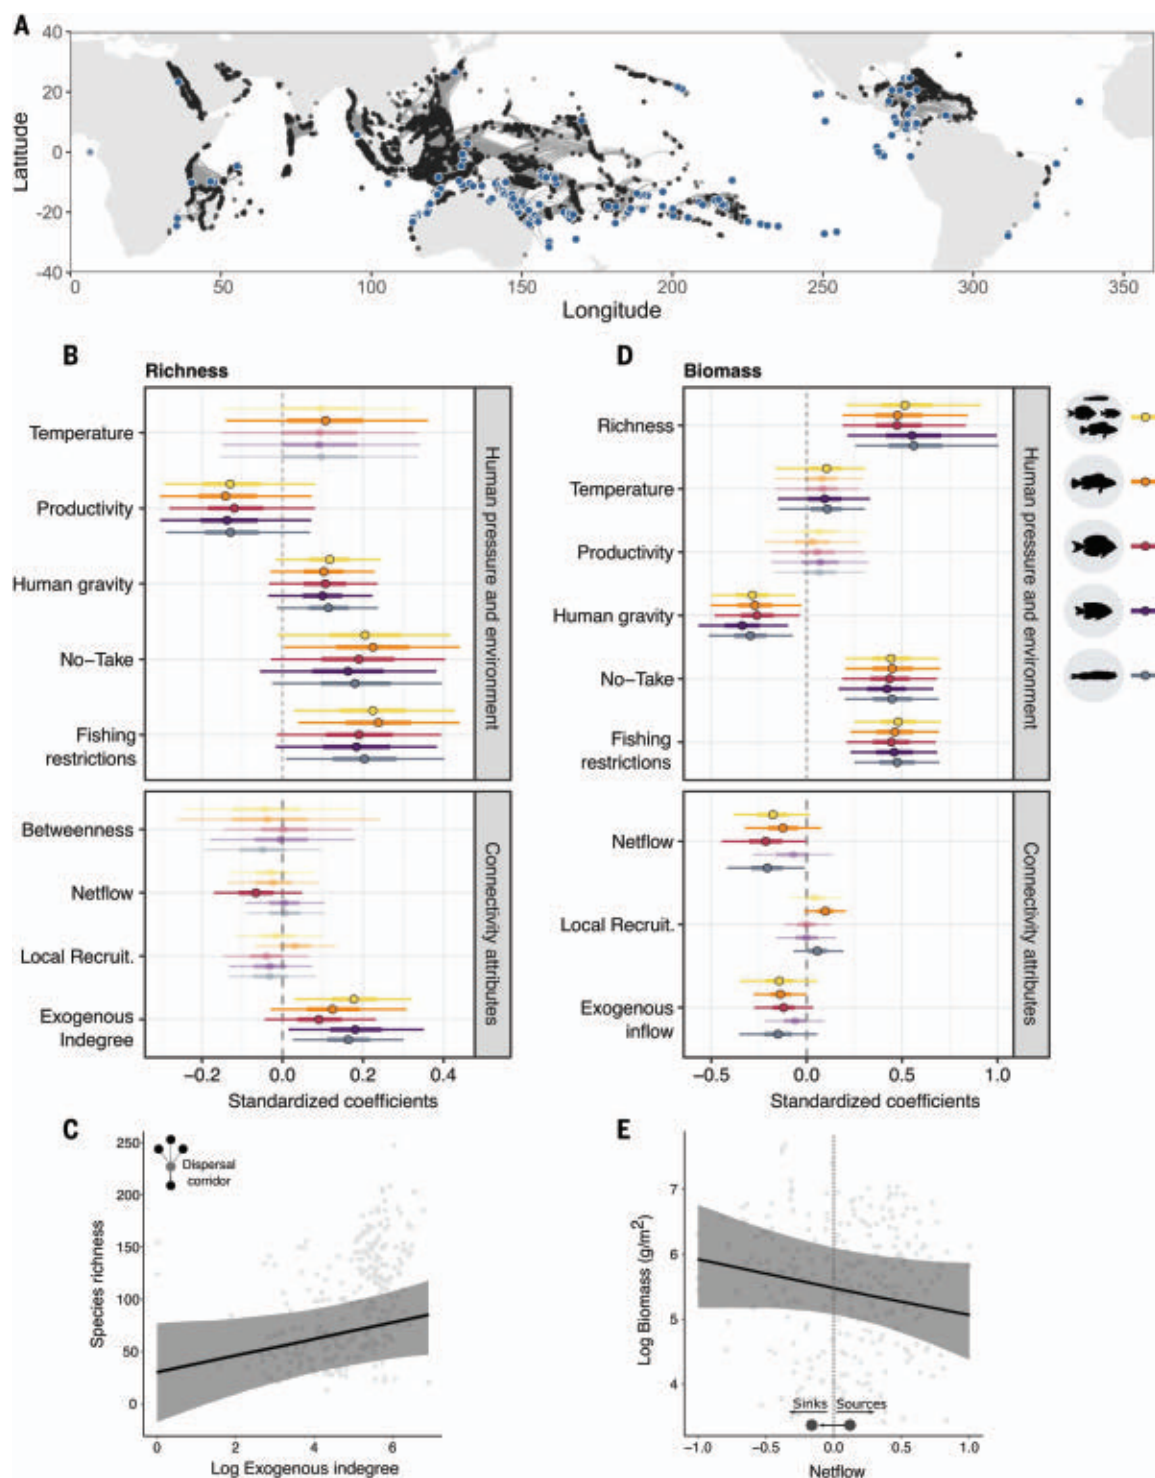 A
40
20
0
-20
-40
Latitude
0
50
100
150
200
250
300
350
Longitude
B
Richness
Temperature
Productivity
Human gravity
No−Take
Fishing
restrictions
Human pressure and environment
Betweenness
Netflow
Local Recruit.
Exogenous
Indegree
Connectivity attributes
−0.2
0.0
0.2
0.4
Standardized coefficients
D
Biomass
Richness
Temperature
Productivity
Human gravity
No−Take
Fishing
restrictions
Human pressure and environment
Netflow
Local Recruit.
Exogenous
inflow
Connectivity attributes
−0.5
0.0
0.5
1.0
Standardized coefficients
C
250
200
150
100
50
0
Species richness
Dispersal
corridor
0
2
4
6
Log Exogenous indegree
E
7
6
5
4
Log Biomass (g/m²)
Sinks Sources
−1.0
−0.5
0.0
0.5
1.0
Netflow